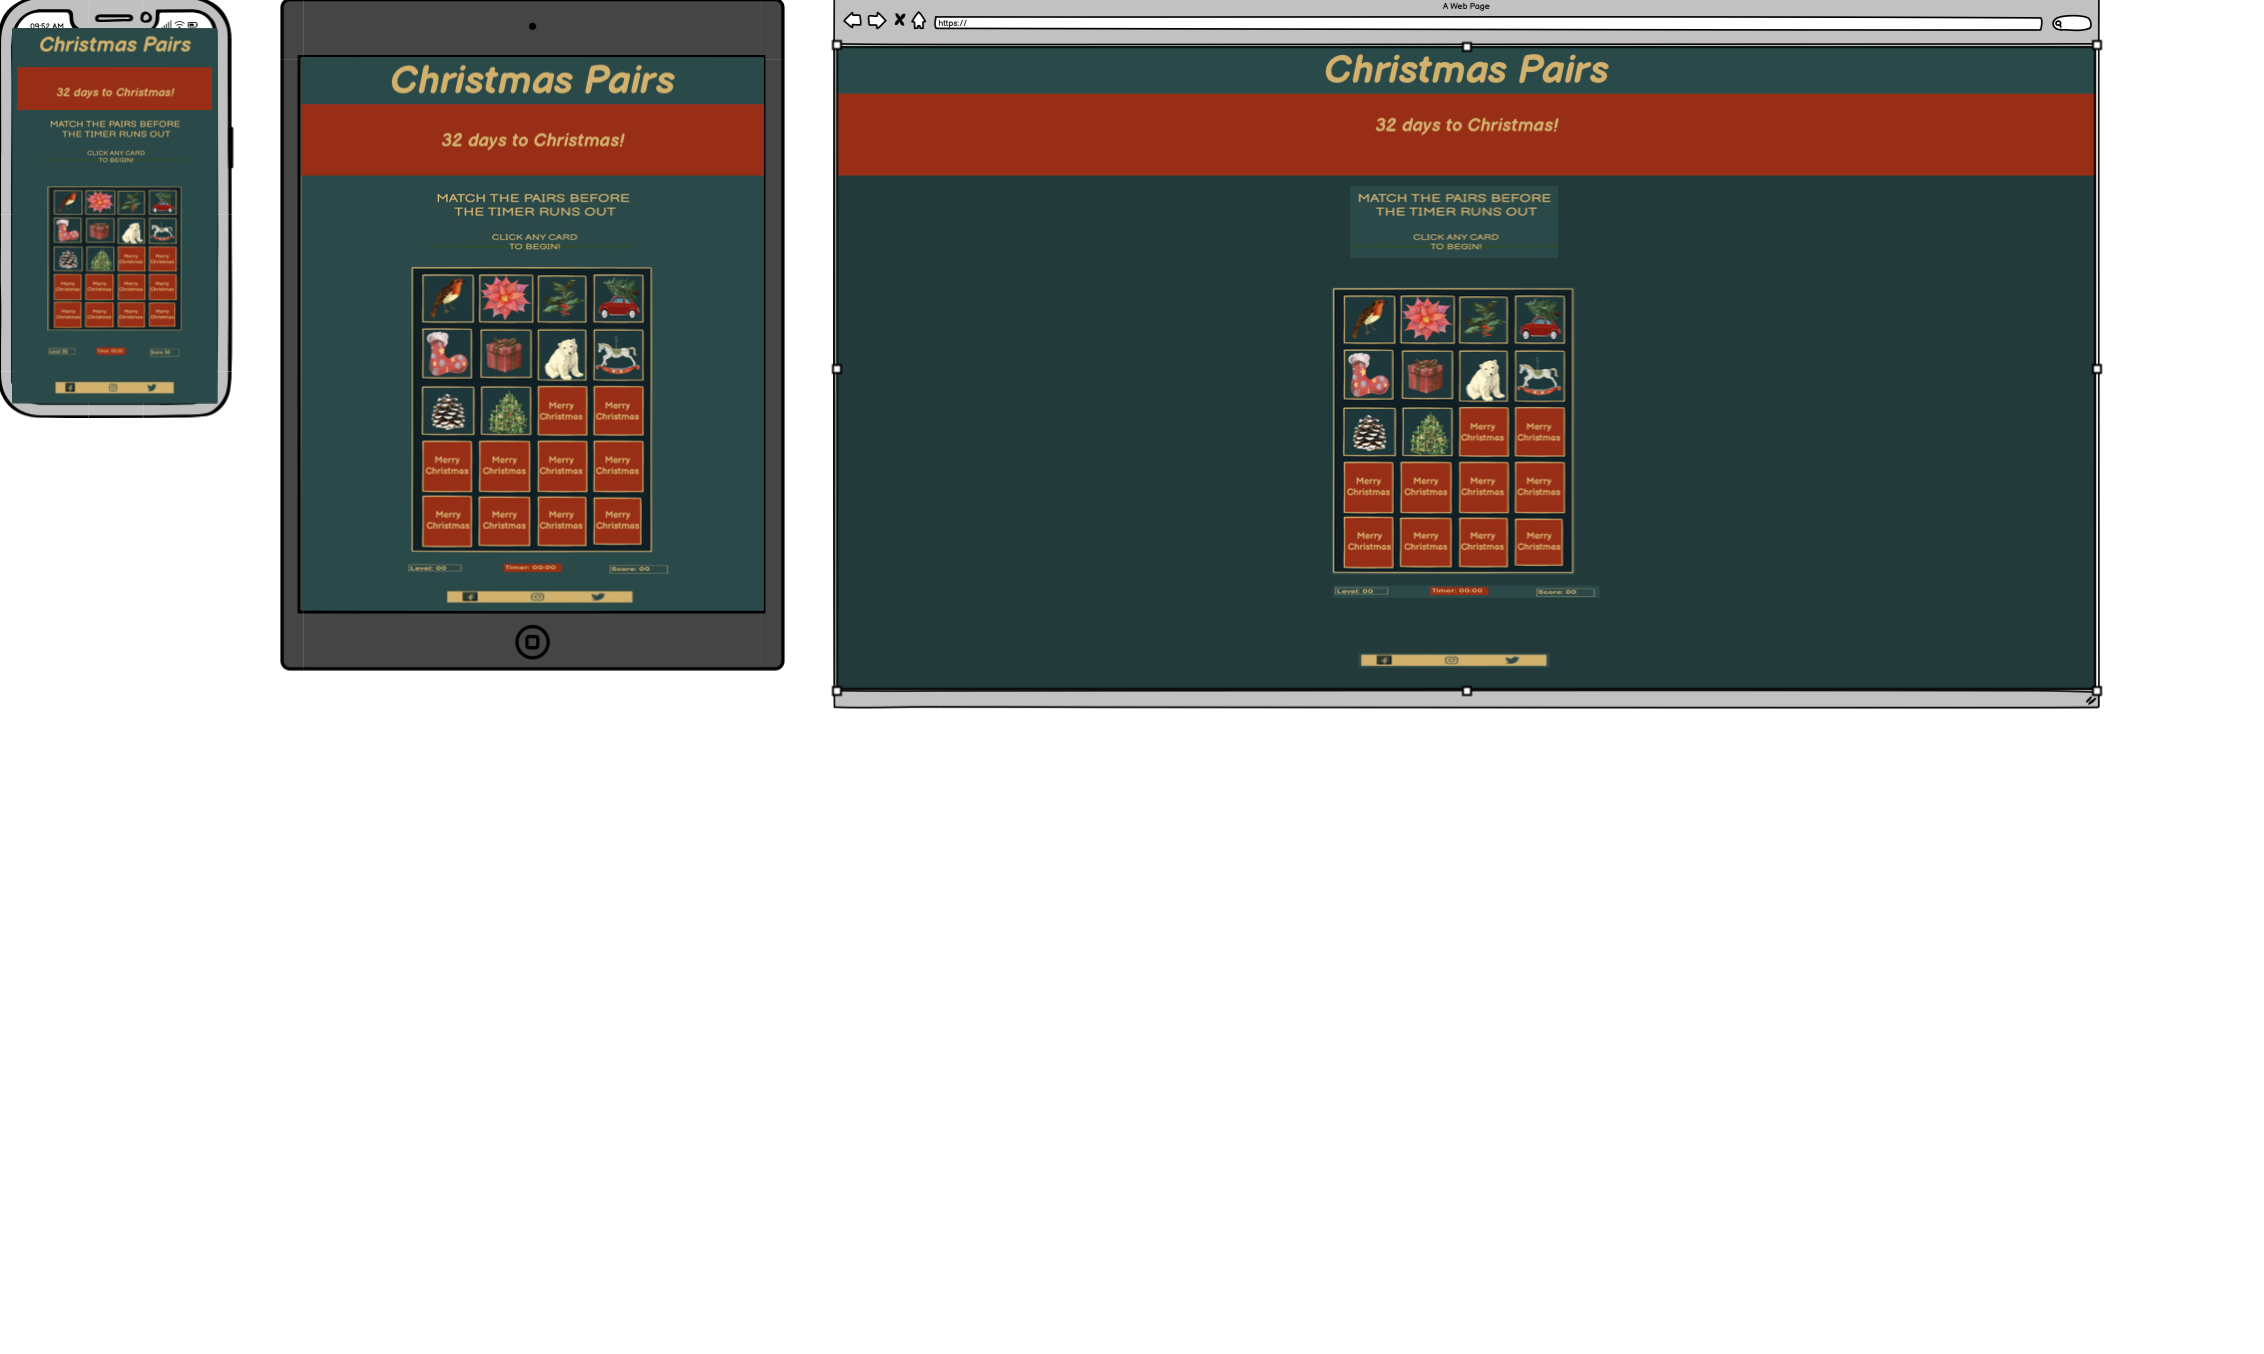 09:52 AM
Christmas Pairs
32 days to Christmas!
MATCH THE PAIRS BEFORE
THE TIMER RUNS OUT
CLICK ANY CARD
TO BEGIN!
Merry
Christmas
Merry
Christmas
Merry
Christmas
Merry
Christmas
Merry
Christmas
Merry
Christmas
Merry
Christmas
Merry
Christmas
Merry
Christmas
Merry
Christmas
Level: 00
Timer: 00:00
Score: 00
Christmas Pairs
32 days to Christmas!
MATCH THE PAIRS BEFORE
THE TIMER RUNS OUT
CLICK ANY CARD
TO BEGIN!
Merry
Christmas
Merry
Christmas
Merry
Christmas
Merry
Christmas
Merry
Christmas
Merry
Christmas
Merry
Christmas
Merry
Christmas
Merry
Christmas
Merry
Christmas
Level: 00
Timer: 00:00
Score: 00
A Web Page
https://
Christmas Pairs
32 days to Christmas!
MATCH THE PAIRS BEFORE
THE TIMER RUNS OUT
CLICK ANY CARD
TO BEGIN!
Merry
Christmas
Merry
Christmas
Merry
Christmas
Merry
Christmas
Merry
Christmas
Merry
Christmas
Merry
Christmas
Merry
Christmas
Merry
Christmas
Merry
Christmas
Level: 00
Timer: 00:00
Score: 00